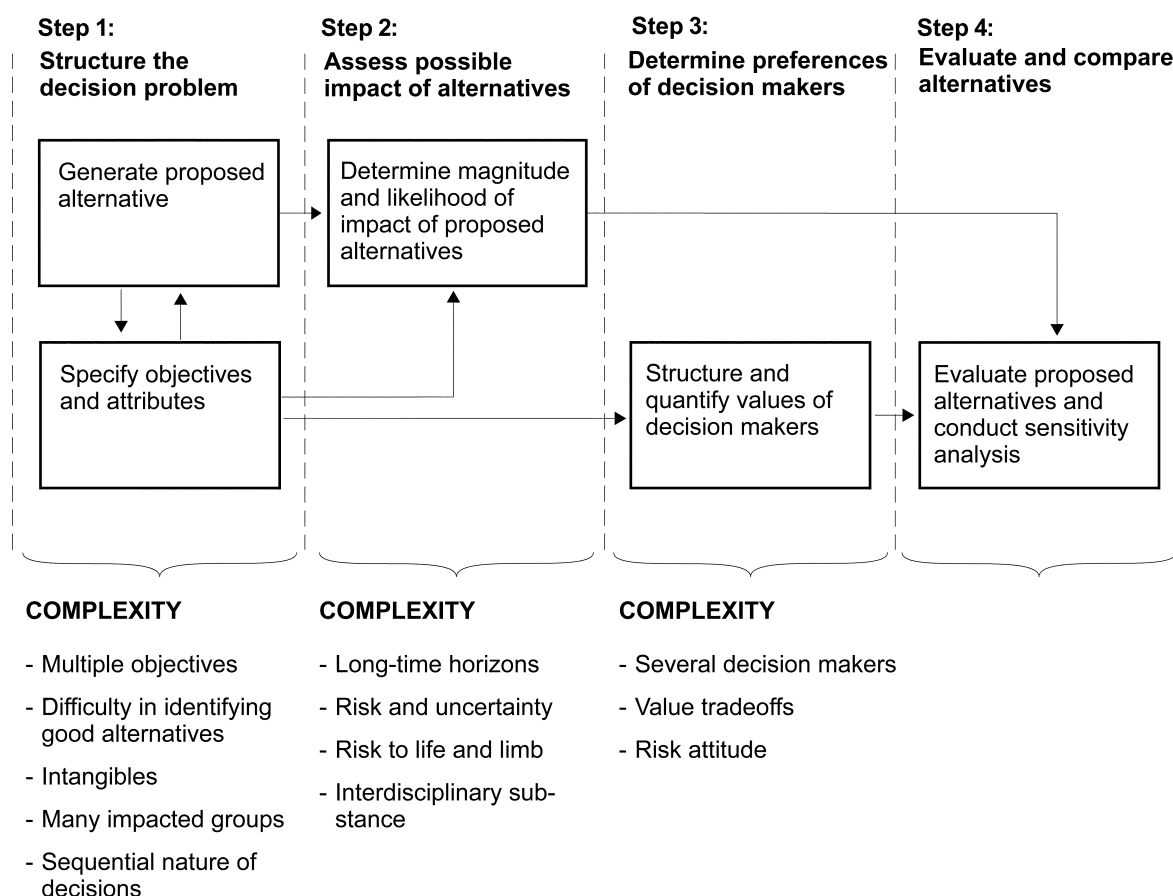 Step 1:
Structure the
decision problem
Step 2:
Assess possible
impact of alternatives
Step 3:
Determine preferences
of decision makers
Step 4:
Evaluate and compare
alternatives
Generate proposed
alternative
Determine magnitude
and likelihood of
impact of proposed
alternatives
Specify objectives
and attributes
Structure and
quantify values of
decision makers
Evaluate proposed
alternatives and
conduct sensitivity
analysis
COMPLEXITY
- Multiple objectives
- Difficulty in identifying
good alternatives
- Intangibles
- Many impacted groups
- Sequential nature of
decisions
COMPLEXITY
- Long-time horizons
- Risk and uncertainty
- Risk to life and limb
- Interdisciplinary sub-
stance
COMPLEXITY
- Several decision makers
- Value tradeoffs
- Risk attitude